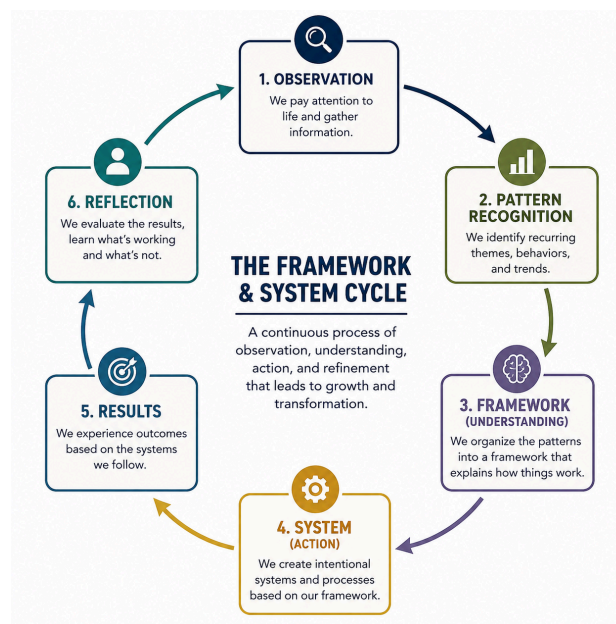 1. OBSERVATION
We pay attention to
life and gather
information.
2. PATTERN
RECOGNITION
We identify recurring
themes, behaviors,
and trends.
3. FRAMEWORK
(UNDERSTANDING)
We organize the patterns
into a framework that
explains how things work.
4. SYSTEM
(ACTION)
We create intentional
systems and processes
based on our framework.
5. RESULTS
We experience outcomes
based on the systems
we follow.
6. REFLECTION
We evaluate the results,
learn what's working
and what's not.
THE FRAMEWORK
& SYSTEM CYCLE
A continuous process of
observation, understanding,
action, and refinement
that leads to growth and
transformation.